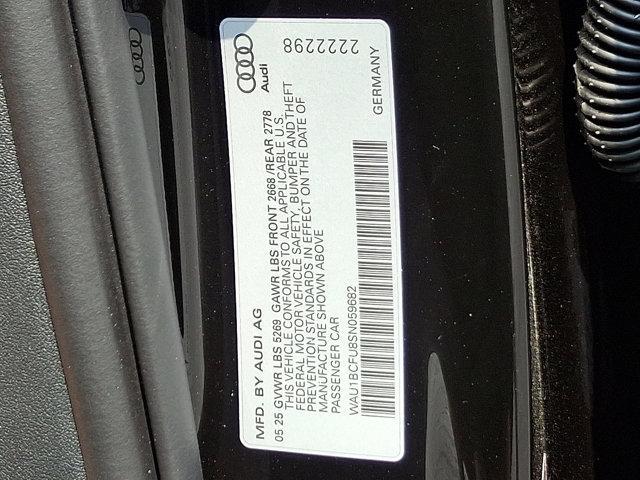 MFD. BY AUDI AG
05 25 GVWR LBS 5269 GAWR LBS FRONT 2668/REAR 2778
THIS VEHICLE CONFORMS TO ALL APPLICABLE U.S.
FEDERAL MOTOR VEHICLE SAFETY, BUMPER AND THEFT
PREVENTION STANDARDS IN EFFECT ON THE DATE OF
MANUFACTURE SHOWN ABOVE
PASSENGER CAR
WAU1BCFU8SN059682
Audi
2222298
GERMANY